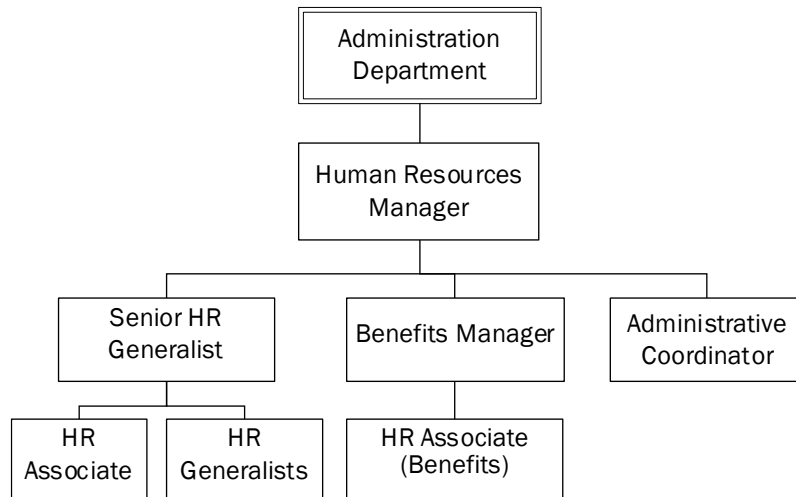 Administration
Department
Human Resources
Manager
Senior HR
Generalist
Benefits Manager
Administrative
Coordinator
HR
Associate
HR
Generalists
HR Associate
(Benefits)